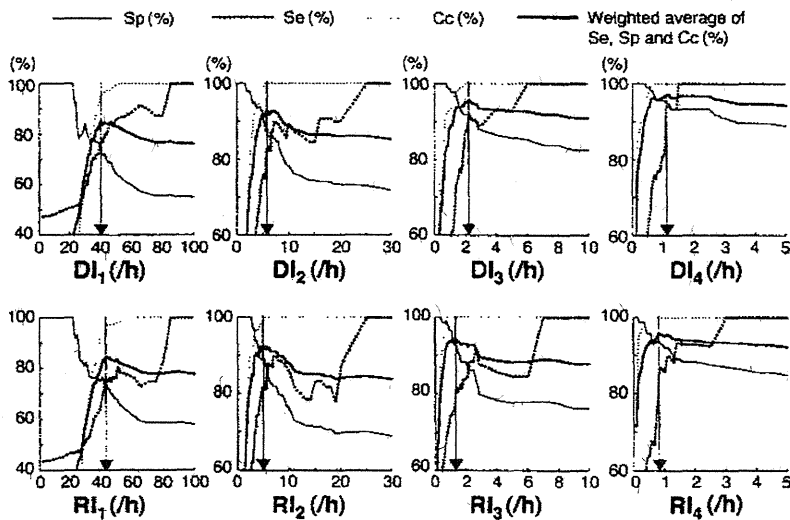 Sp (%) Se (%) Cc (%) Weighted average of
Se, Sp and Cc (%)
(%) (%) (%) (%)
100 100 100 100
80 90 90
80 80
60
40 60 80 60
0 20 40 60 80 100 0 10 20 30 0 2 4 6 8 10 0 1 2 3 4 5
DI1 (/h) DI2 (/h) DI3 (/h) DI4 (/h)
(%) (%) (%) (%)
100 100 100 100
80 90 90
80 80
60
40 60 60 60
0 20 40 60 80 100 0 10 20 30 0 2 4 6 8 10 0 1 2 3 4 5
RI1 (/h) RI2 (/h) RI3 (/h) RI4 (/h)